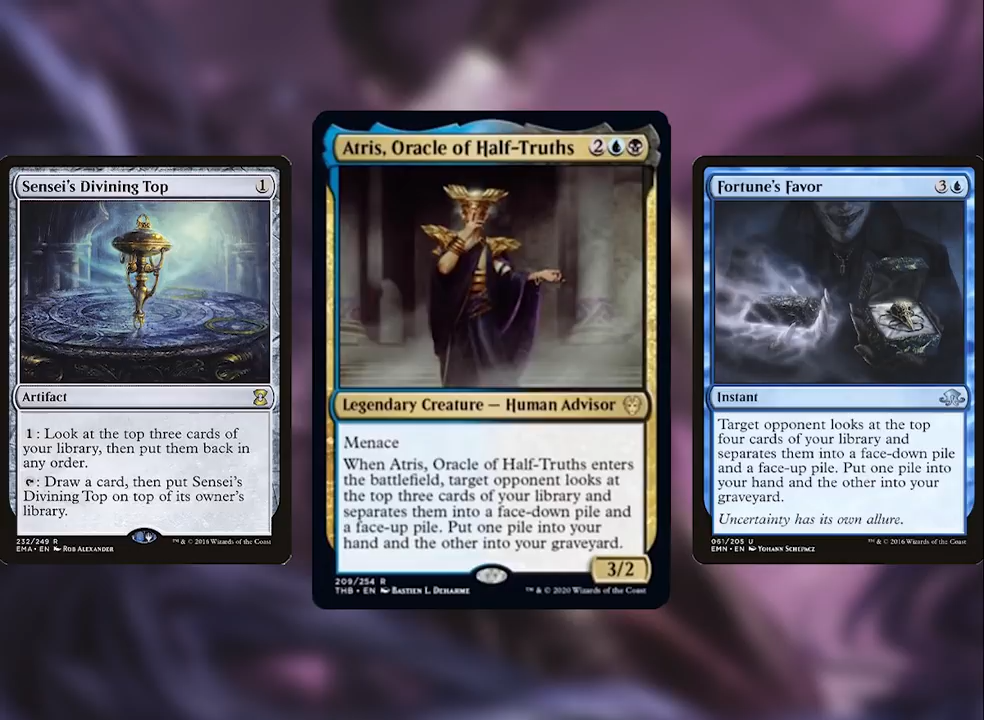 Sensei's Divining Top 1
Artifact
1: Look at the top three cards of
your library, then put them back in
any order.
: Draw a card, then put Sensei's
Divining Top on top of its owner's
library.
232/249 R
EMA • EN Rob Alexander
™ & © 2016 Wizards of the Coast
Atris, Oracle of Half-Truths 2
Legendary Creature — Human Advisor
Menace
When Atris, Oracle of Half-Truths enters
the battlefield, target opponent looks at
the top three cards of your library and
separates them into a face-down pile and
a face-up pile. Put one pile into your
hand and the other into your graveyard.
3/2
209/254 R
THB • EN Bastien L. Deharme
™ & © 2020 Wizards of the Coast
Fortune's Favor 3
Instant
Target opponent looks at the top
four cards of your library and
separates them into a face-down pile
and a face-up pile. Put one pile into
your hand and the other into your
graveyard.
Uncertainty has its own allure.
061/205 U
EMN • EN Yohann Schepacz
™ & © 2016 Wizards of the Coast